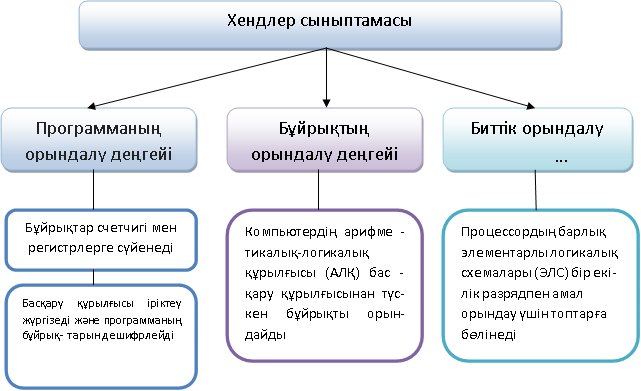 Хендлер сыныптамасы
Программаның
орындалу деңгейі
Бұйрықтар счетчигі мен
регистрлерге сүйенеді
Басқару құрылғысы іріктеу
жүргізеді және программаның
бұйрық- тарын дешифрлейді
Бұйрықтың
орындалу деңгейі
Компьютердің арифме -
тикалық-логикалық
құрылғысы (АЛҚ) бас -
қару құрылғысынан түс-
кен бұйрықты орын-
дайды
Биттік орындалу
...
Процессордың барлық
элементарлы логикалық
схемалары (ЭЛС) бір екі-
лік разрядпен амал
орындау үшін топтарға
бөлінеді